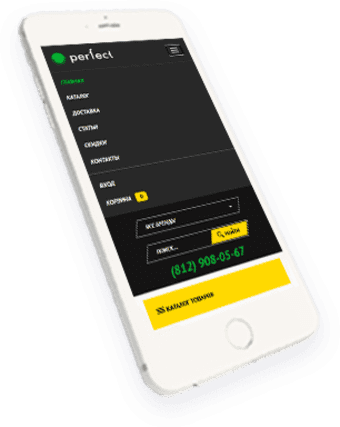 perfect
ГЛАВНАЯ
КАТАЛОГ
ДОСТАВКА
СТАТЬИ
СКИДКИ
КОНТАКТЫ
ВХОД
КОРЗИНА 0
ВСЕ БРЕНДЫ
ПОИСК... НАЙТИ
(812) 908-05-67
КАТАЛОГ ТОВАРОВ